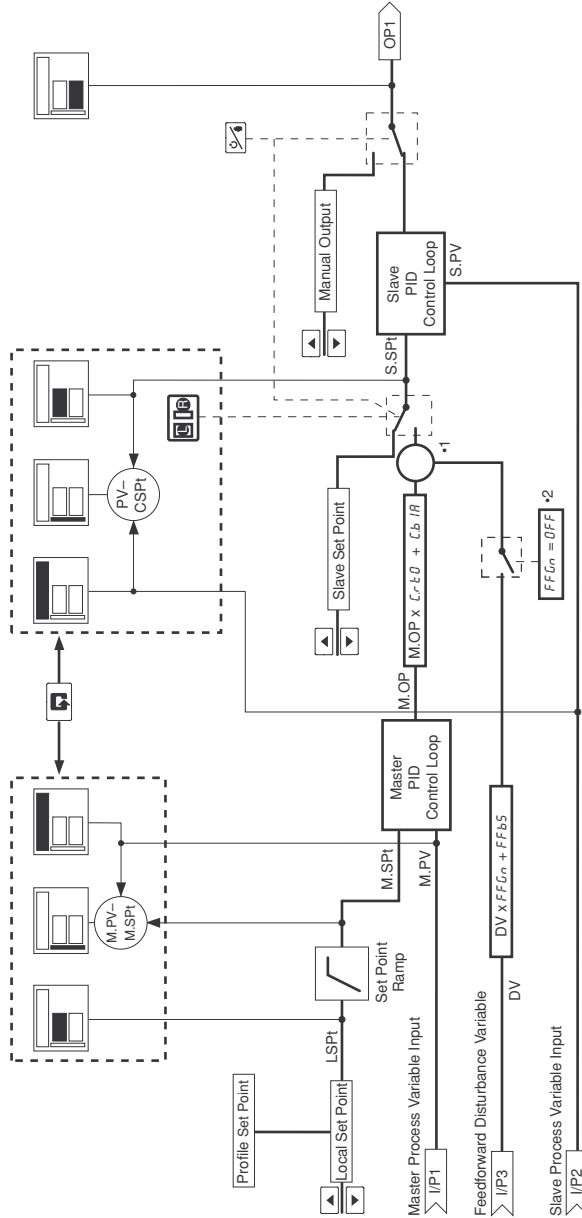 Profile Set Point
Local Set Point
LSPt
Set Point
Ramp
M.PV–
M.SPt
M.SPt
M.PV
Master
PID
Control Loop
M.OP
M.OP x CrtO + CbIA
Slave Set Point
PV–
CSPt
L
R
S.SPt
Slave
PID
Control Loop
S.PV
Manual Output
OP1
*1
Master Process Variable Input
I/P1
Feedforward Disturbance Variable
I/P3
DV
DV x FFGn + FFbS
FFGn = OFF
*2
Slave Process Variable Input
I/P2